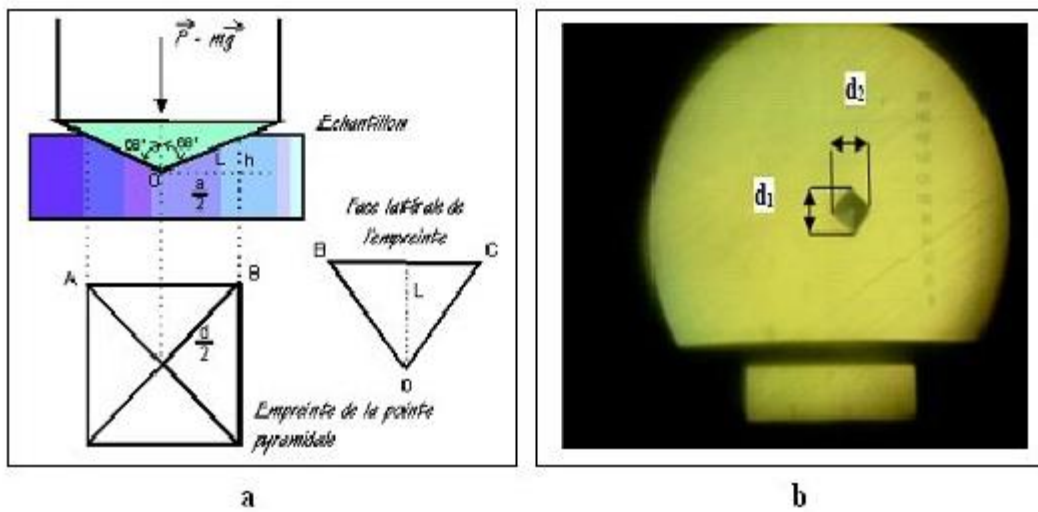 P - mg
Echantillon
68° 68°
L h
O
a
2
Face latérale de
l'empreinte
A B
B C
L
d
2
O
Empreinte de la pointe
pyramidale
d2
d1
a b